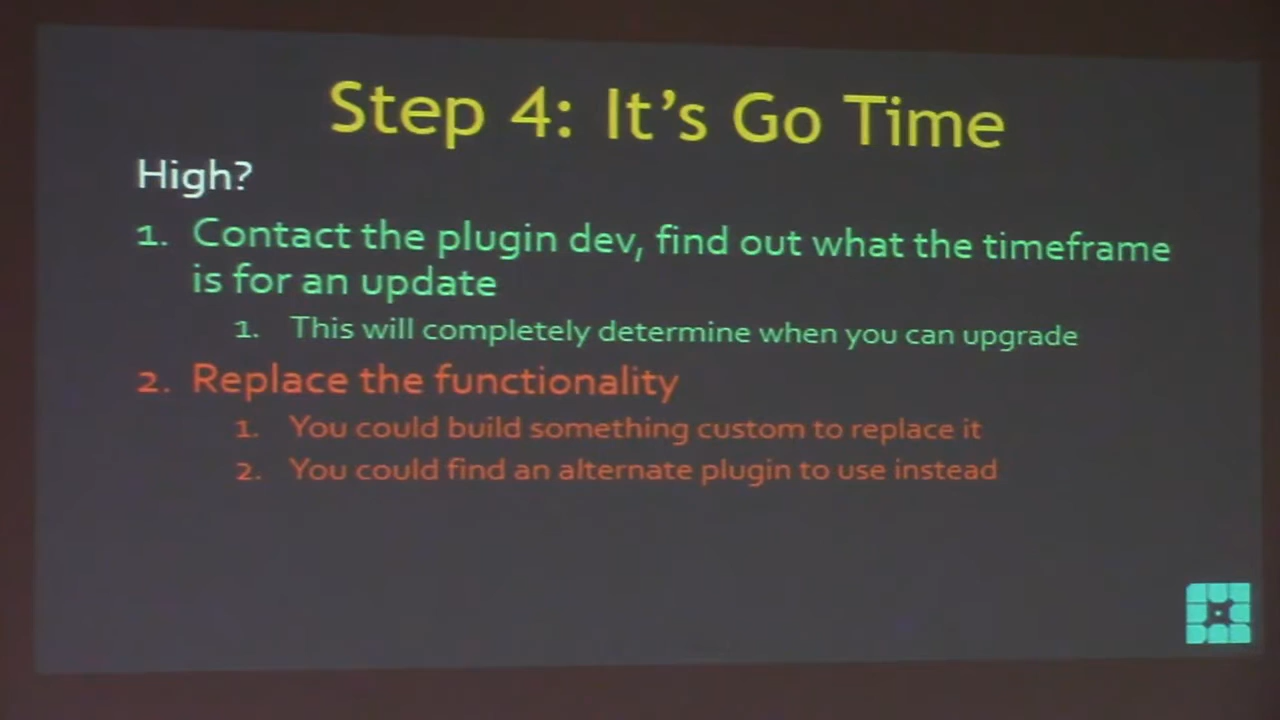 Step 4: It's Go Time
High?
1. Contact the plugin dev, find out what the timeframe
is for an update
1. This will completely determine when you can upgrade
2. Replace the functionality
1. You could build something custom to replace it
2. You could find an alternate plugin to use instead